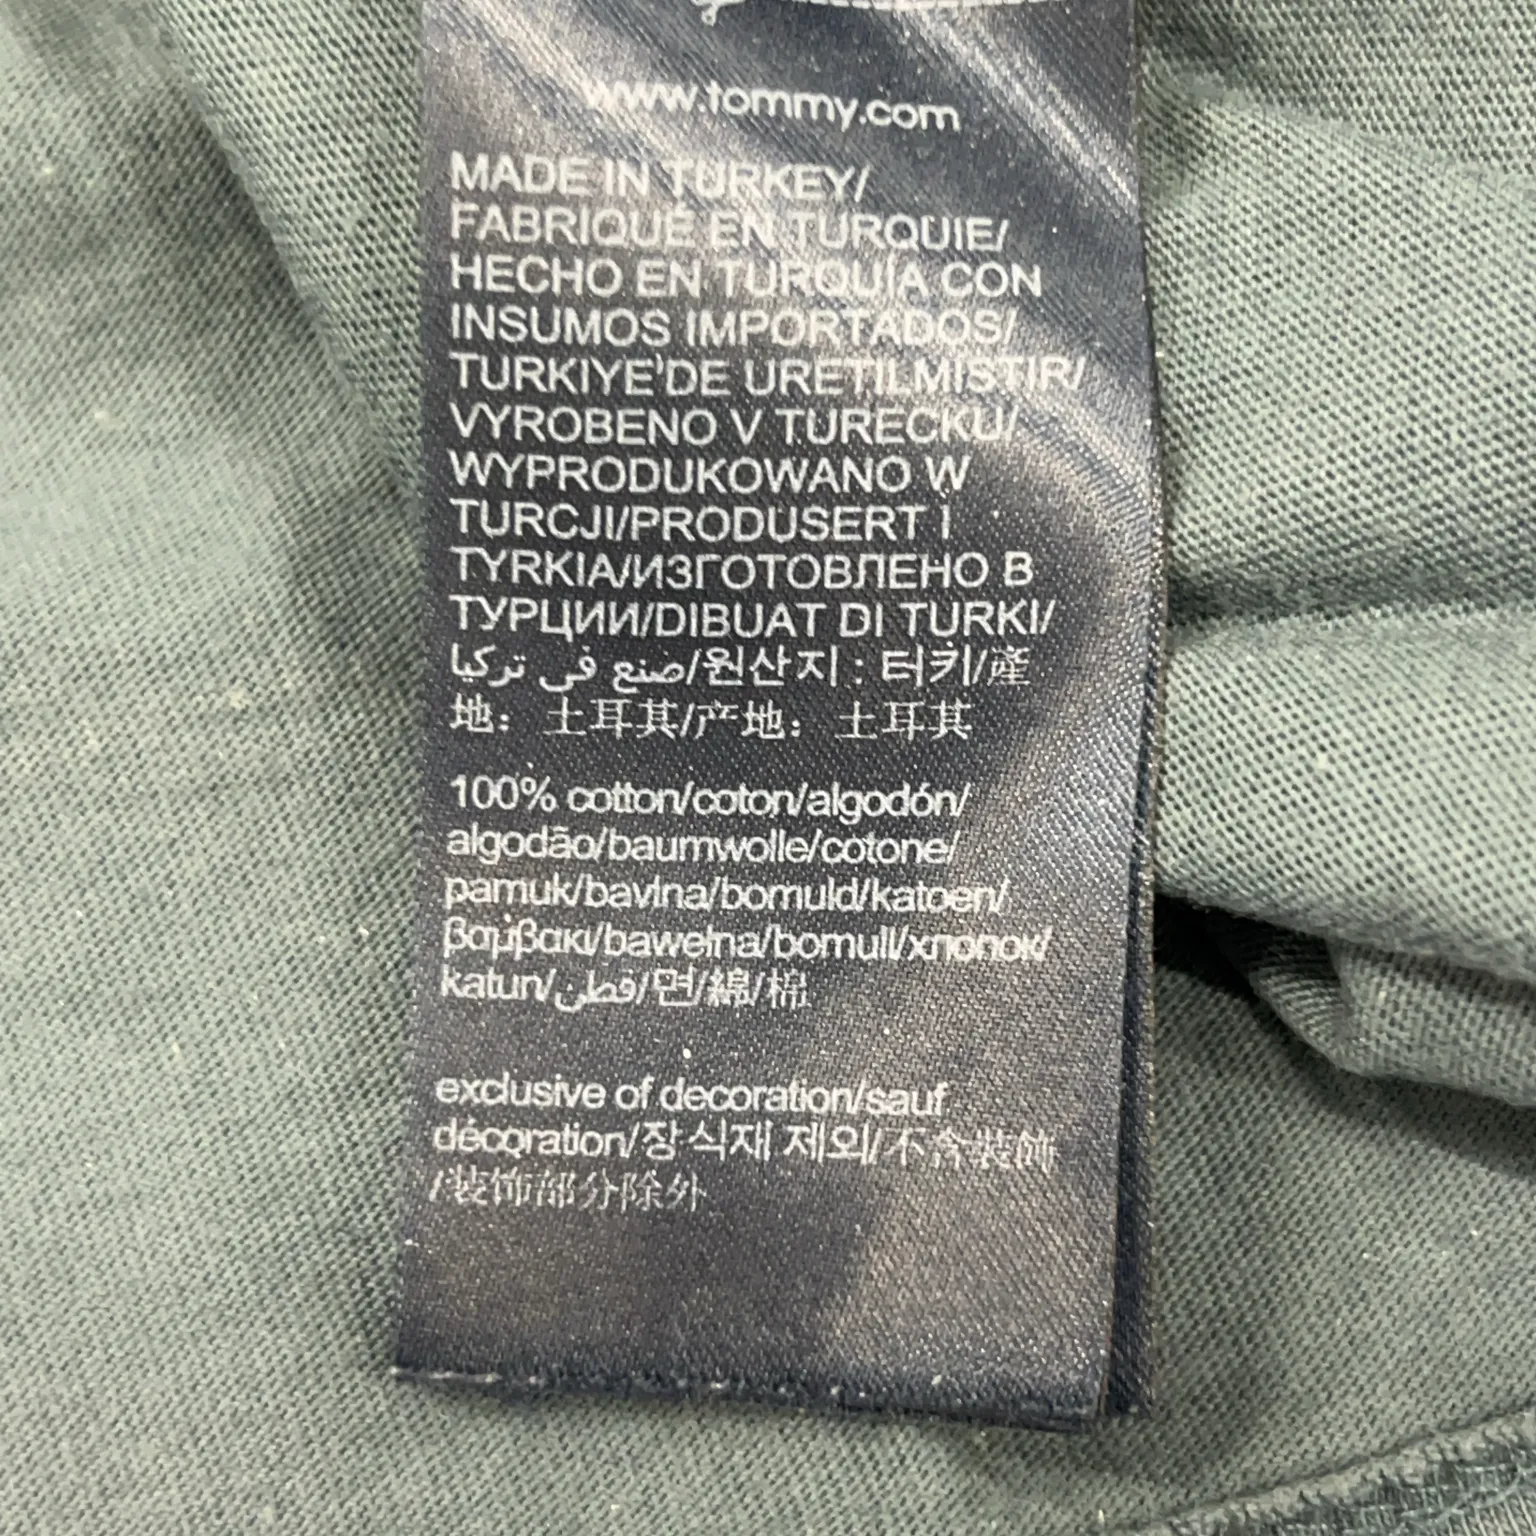 www.tommy.com
MADE IN TURKEY/
FABRIQUÉ EN TURQUIE/
HECHO EN TURQUÍA CON
INSUMOS IMPORTADOS/
TURKIYE'DE URETILMISTIR/
VYROBENO V TURECKU/
WYPRODUKOWANO W
TURCJI/PRODUSERT I
TYRKIA/ИЗГОТОВЛЕНО В
ТУРЦИИ/DIBUAT DI TURKI/
صنع في تركيا/원산지 : 터키/產
地： 土耳其/产地： 土耳其
100% cotton/coton/algodón/
algodão/baumwolle/cotone/
pamuk/bavlna/bomuld/katoen/
βαμβακι/bawełna/bomull/хлопок/
katun/قطن/면/綿/棉
exclusive of decoration/sauf
décoration/장식재 제외/不含裝飾
/装饰部分除外